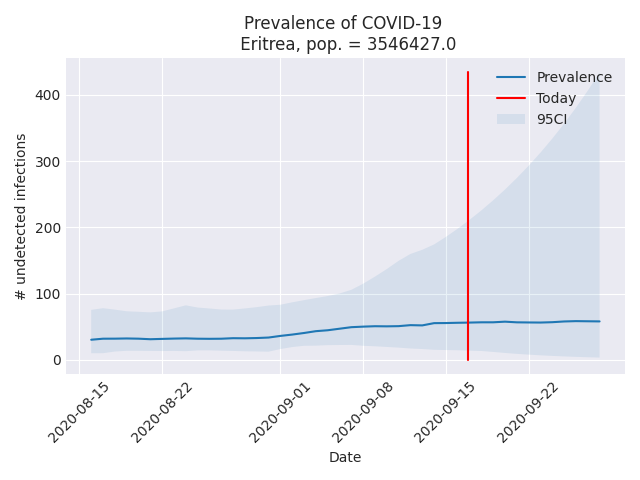 Prevalence of COVID-19
Eritrea, pop. = 3546427.0
Prevalence
Today
95CI
400
300
200
100
0
# undetected infections
2020-08-15
2020-08-22
2020-09-01
2020-09-08
2020-09-15
2020-09-22
Date